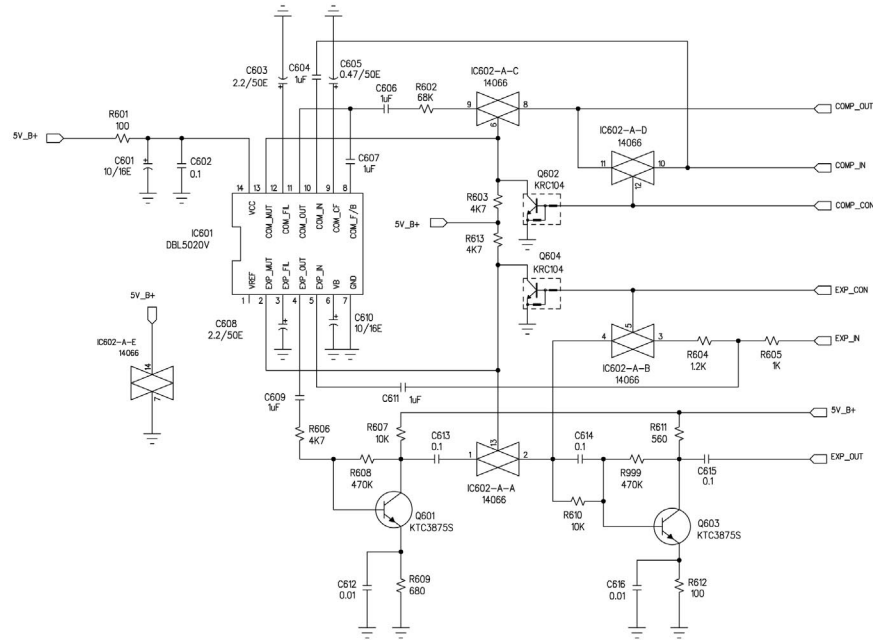 C603
2.2/50E
C604
1uF
C605
0.47/50E
C606
1uF
R602
68K
IC602-A-C
14066
9
8
6
COMP_OUT
R601
100
5V_B+
C601
10/16E
C602
0.1
C607
1uF
IC602-A-D
14066
11
10
12
COMP_IN
Q602
KRC104
R603
4K7
COMP_CON
14 13 12 11 10 9 8
VCC
COM_MUT
COM_FIL
COM_OUT
COM_IN
COM_CF
COM_F/B
IC601
DBL5020V
5V_B+
R613
4K7
VREF
EXP_MUT
EXP_FIL
EXP_OUT
EXP_IN
VB
GND
1 2 3 4 5 6 7
Q604
KRC104
EXP_CON
5V_B+
C608
2.2/50E
C610
10/16E
4
5
3
EXP_IN
IC602-A-E
14066
14
7
R604
1.2K
R605
1K
IC602-A-B
14066
C611
1uF
C609
1uF
5V_B+
R606
4K7
R607
10K
C613
0.1
13
C614
0.1
R611
560
1
2
EXP_OUT
R608
470K
IC602-A-A
14066
R999
470K
C615
0.1
R610
10K
Q601
KTC3875S
Q603
KTC3875S
C612
0.01
R609
680
C616
0.01
R612
100